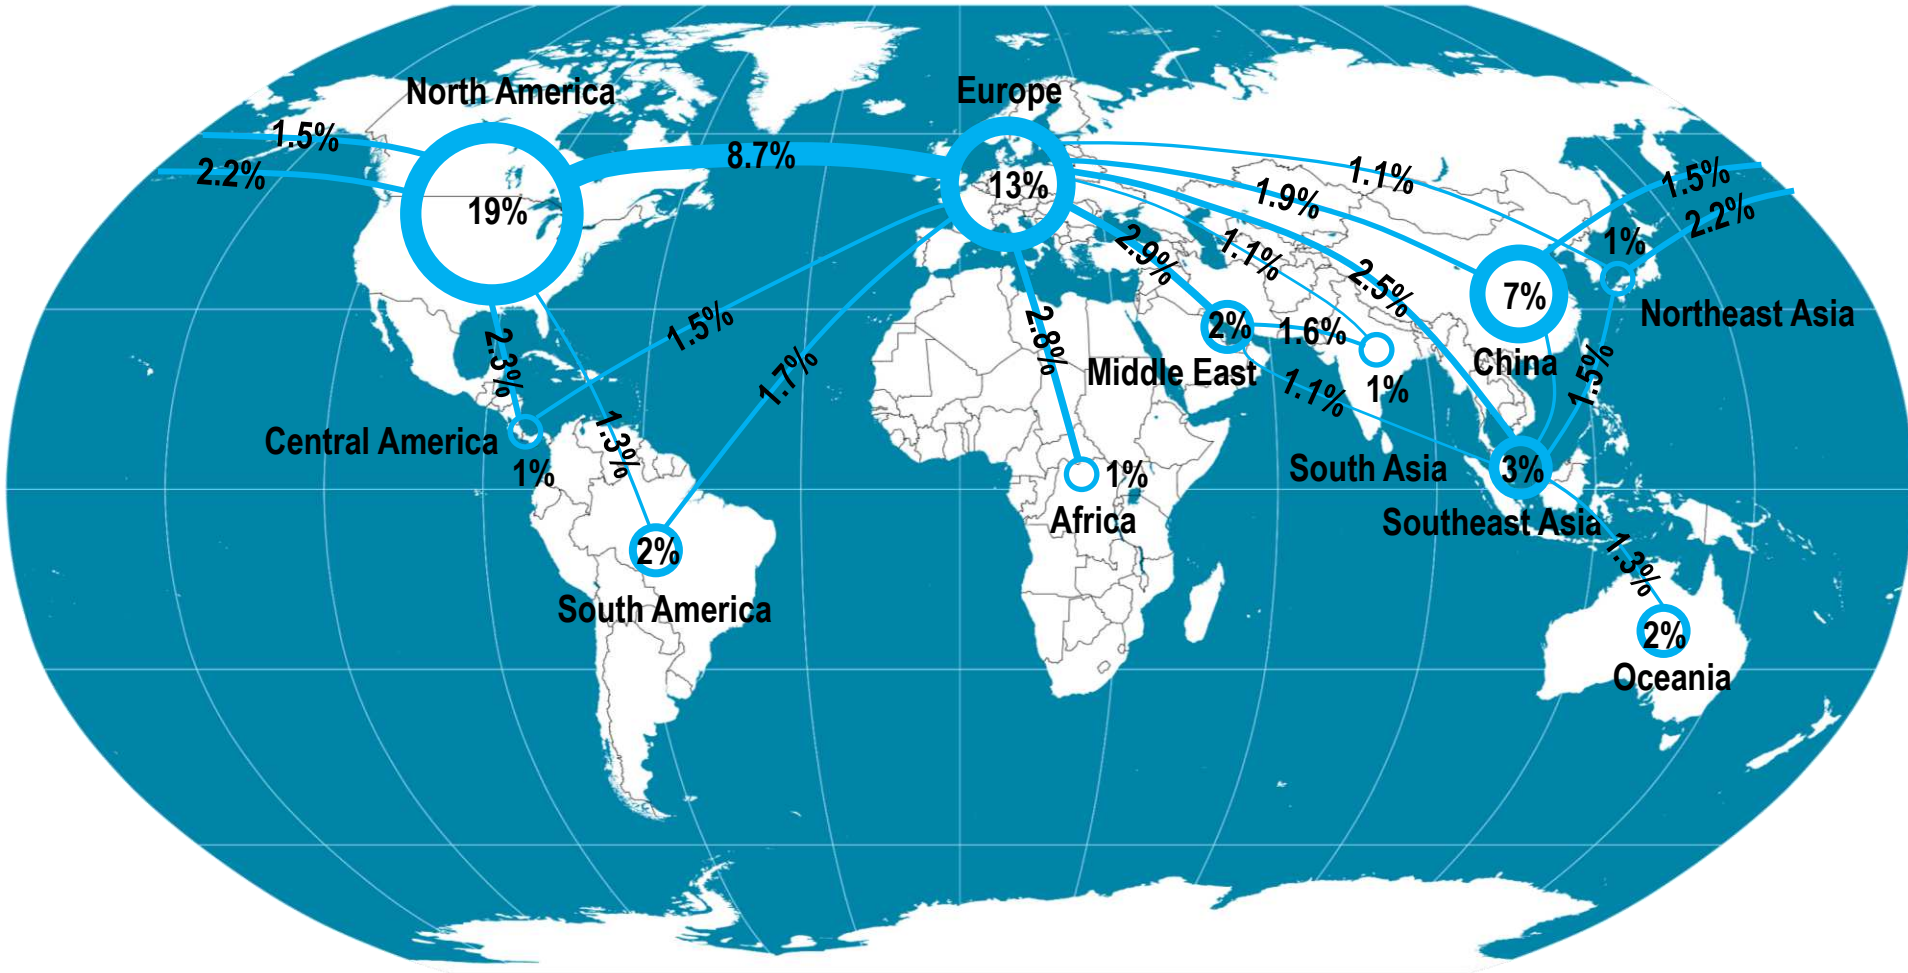 North America
Europe
1.5%
2.2%
8.7%
19%
13%
1.1%
1.9%
1.5%
2.2%
2.9%
1.1%
2.5%
1%
7%
Northeast Asia
2.3%
1.5%
1.7%
2.8%
2%
1.6%
Middle East
1.1%
1%
China
1.5%
Central America
1%
1.3%
1%
Africa
South Asia
3%
Southeast Asia
2%
South America
1.3%
2%
Oceania